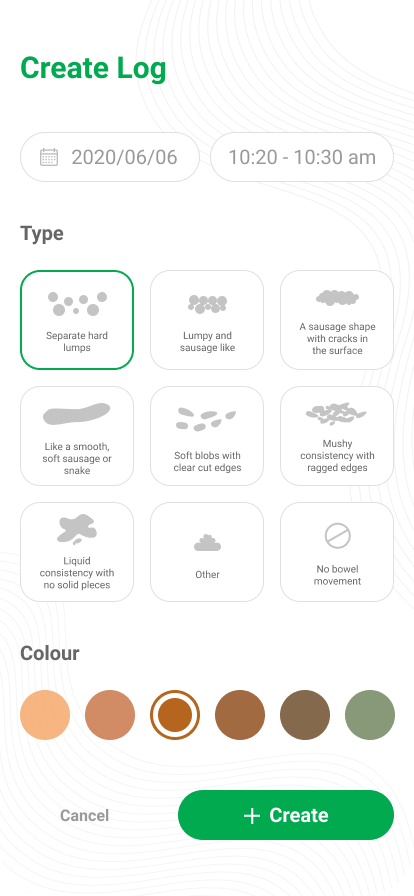 Create Log
2020/06/06
10:20 - 10:30 am
Type
Separate hard
lumps
Lumpy and
sausage like
A sausage shape
with cracks in
the surface
Like a smooth,
soft sausage or
snake
Soft blobs with
clear cut edges
Mushy
consistency with
ragged edges
Liquid
consistency with
no solid pleces
Other
No bowel
movement
Colour
Cancel
+ Create